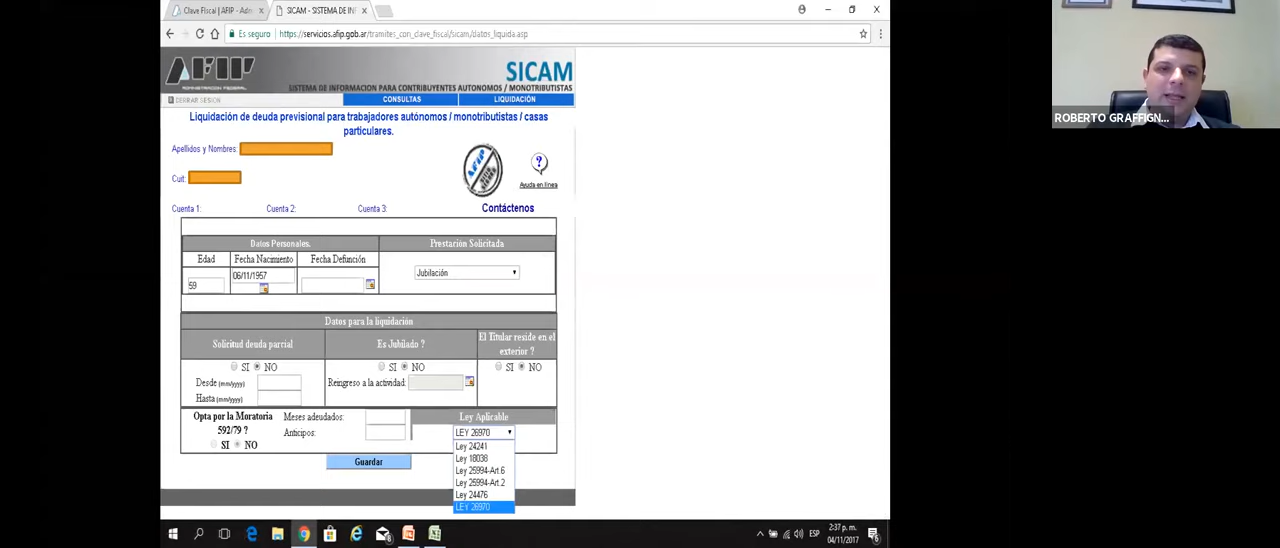 Clave Fiscal | AFIP - Adm
SICAM - SISTEMA DE INF
Es seguro
https://servicios.afip.gob.ar/tramites_con_clave_fiscal/sicam/datos_liquida.asp
AFIP
ADMINISTRACION FEDERAL
SICAM
SISTEMA DE INFORMACION PARA CONTRIBUYENTES AUTONOMOS / MONOTRIBUTISTAS
CERRAR SESION
CONSULTAS
LIQUIDACIÓN
Liquidación de deuda previsional para trabajadores autónomos / monotributistas / casas
particulares.
Apellidos y Nombres:
Cuit:
AFIP
?
Ayuda en línea
Cuenta 1:
Cuenta 2:
Cuenta 3:
Contáctenos
Datos Personales.
Prestación Solicitada
Edad
Fecha Nacimiento
Fecha Defunción
Jubilación
59
06/11/1957
Datos para la liquidación
Solicitud deuda parcial
Es Jubilado ?
El Titular reside en el
exterior ?
SI NO
SI NO
SI NO
Desde (mm/yyyy)
Reingreso a la actividad:
Hasta (mm/yyyy)
Opta por la Moratoria
592/79 ?
SI NO
Meses adeudados:
Anticipos:
Ley Aplicable
LEY 26970
Ley 24241
Ley 18038
Ley 25994-Art.6
Ley 25994-Art.2
Ley 24476
LEY 26970
Guardar
ESP
2:37 p. m.
04/11/2017
ROBERTO GRAFFIGN...